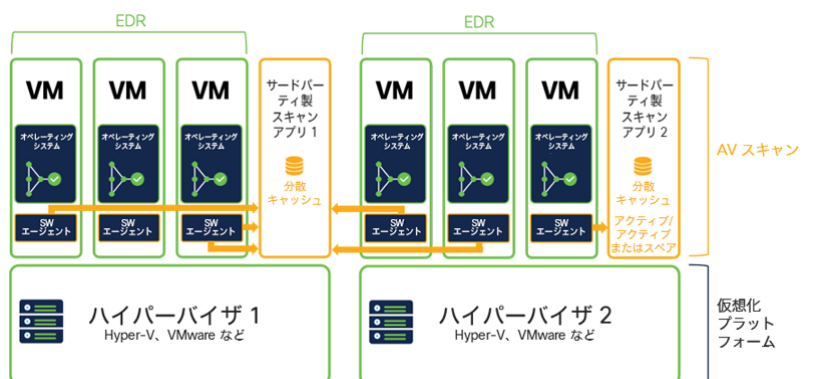 EDR
EDR
VM
VM
VM
サードパー
ティ製
スキャン
アプリ 1
VM
VM
VM
サードパー
ティ製
スキャン
アプリ 2
オペレーティング
システム
オペレーティング
システム
オペレーティング
システム
オペレーティング
システム
オペレーティング
システム
オペレーティング
システム
AV スキャン
分散
キャッシュ
分散
キャッシュ
SW
エージェント
SW
エージェント
SW
エージェント
SW
エージェント
SW
エージェント
SW
エージェント
アクティブ/
アクティブ
またはスペア
ハイパーバイザ 1
Hyper-V、VMware など
ハイパーバイザ 2
Hyper-V、VMware など
仮想化
プラット
フォーム